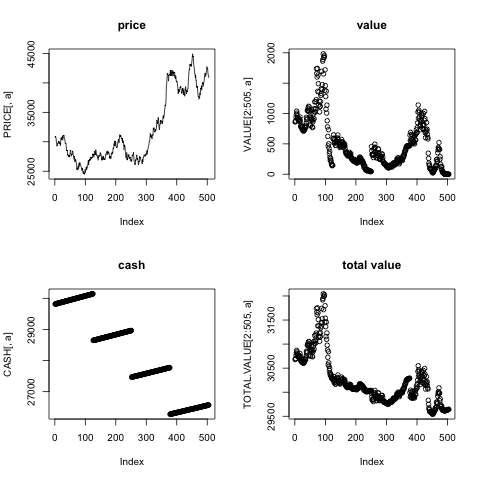 price
PRICE[, a]
25000 35000 45000
0 100 200 300 400 500
Index
value
VALUE[2:505, a]
0 500 1000 2000
0 100 200 300 400 500
Index
cash
CASH[, a]
27000 29000
0 100 200 300 400 500
Index
total value
TOTAL.VALUE[2:505, a]
29500 30500 31500
0 100 200 300 400 500
Index